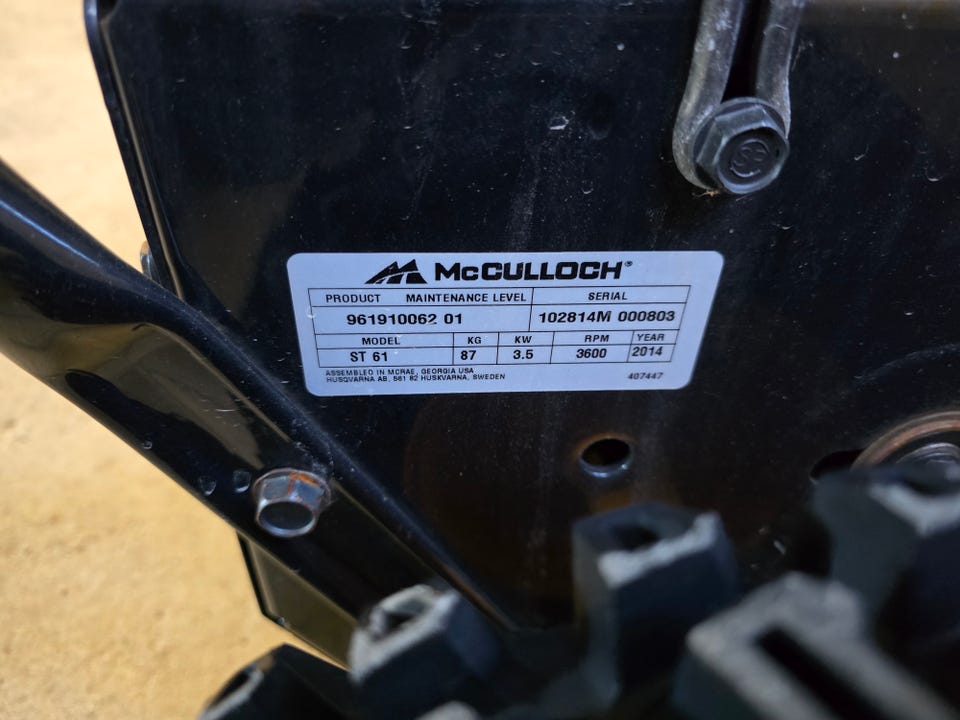 McCULLOCH®
PRODUCT MAINTENANCE LEVEL SERIAL
961910062 01 102814M 000803
MODEL KG KW RPM YEAR
ST 61 87 3.5 3600 2014
ASSEMBLED IN MCRAE, GEORGIA USA
HUSQVARNA AB, 561 82 HUSKVARNA, SWEDEN
407447